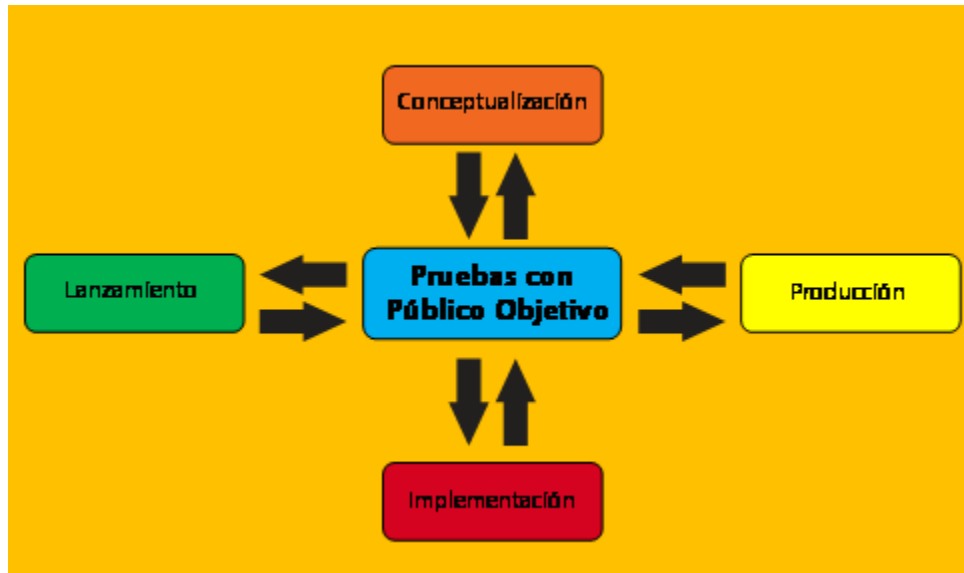 Conceptualización
Lanzamiento
Pruebas con
Público Objetivo
Producción
Implementación